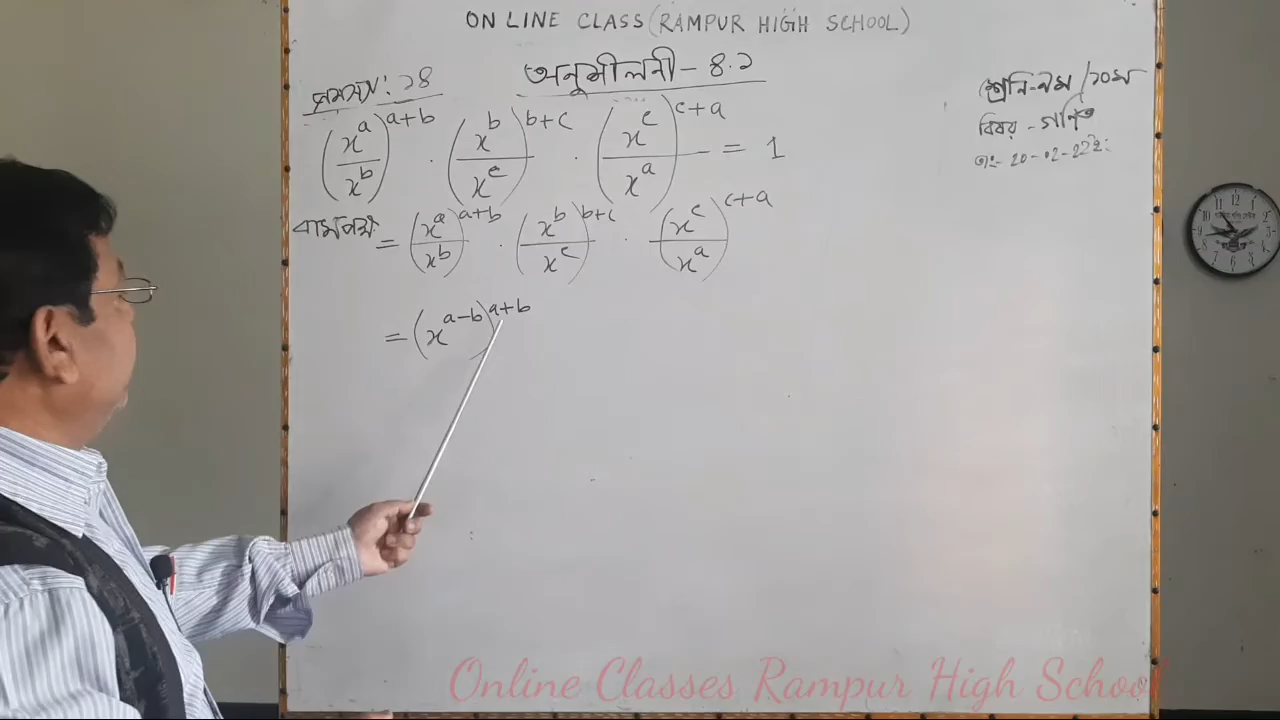 ON LINE CLASS (RAMPUR HIGH SCHOOL)
অনুশীলনী - ৪.১
প্রশ্ন নং: ১৪
শ্রেনি-নবম/১০ম
বিষয় - গণিত
(x^a/x^b)^(a+b) · (x^b/x^c)^(b+c) · (x^c/x^a)^(c+a) = 1
বামপক্ষ = (x^a/x^b)^(a+b) · (x^b/x^c)^(b+c) · (x^c/x^a)^(c+a)
= (x^(a-b))^(a+b)
Online Classes Rampur High School